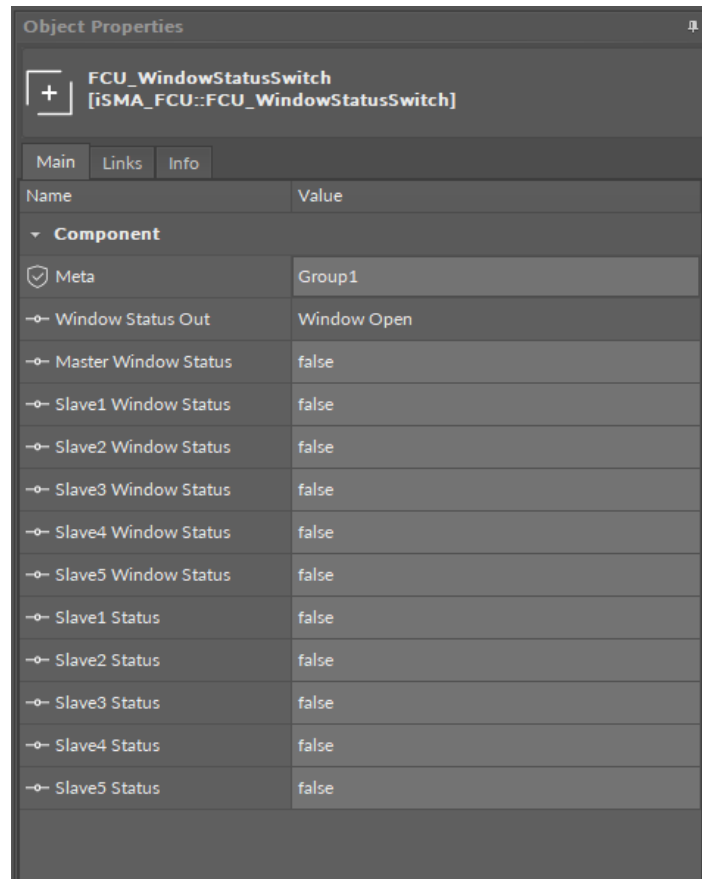 Object Properties
FCU_WindowStatusSwitch
[iSMA_FCU::FCU_WindowStatusSwitch]
Main Links Info
Name Value
Component
Meta Group1
Window Status Out Window Open
Master Window Status false
Slave1 Window Status false
Slave2 Window Status false
Slave3 Window Status false
Slave4 Window Status false
Slave5 Window Status false
Slave1 Status false
Slave2 Status false
Slave3 Status false
Slave4 Status false
Slave5 Status false